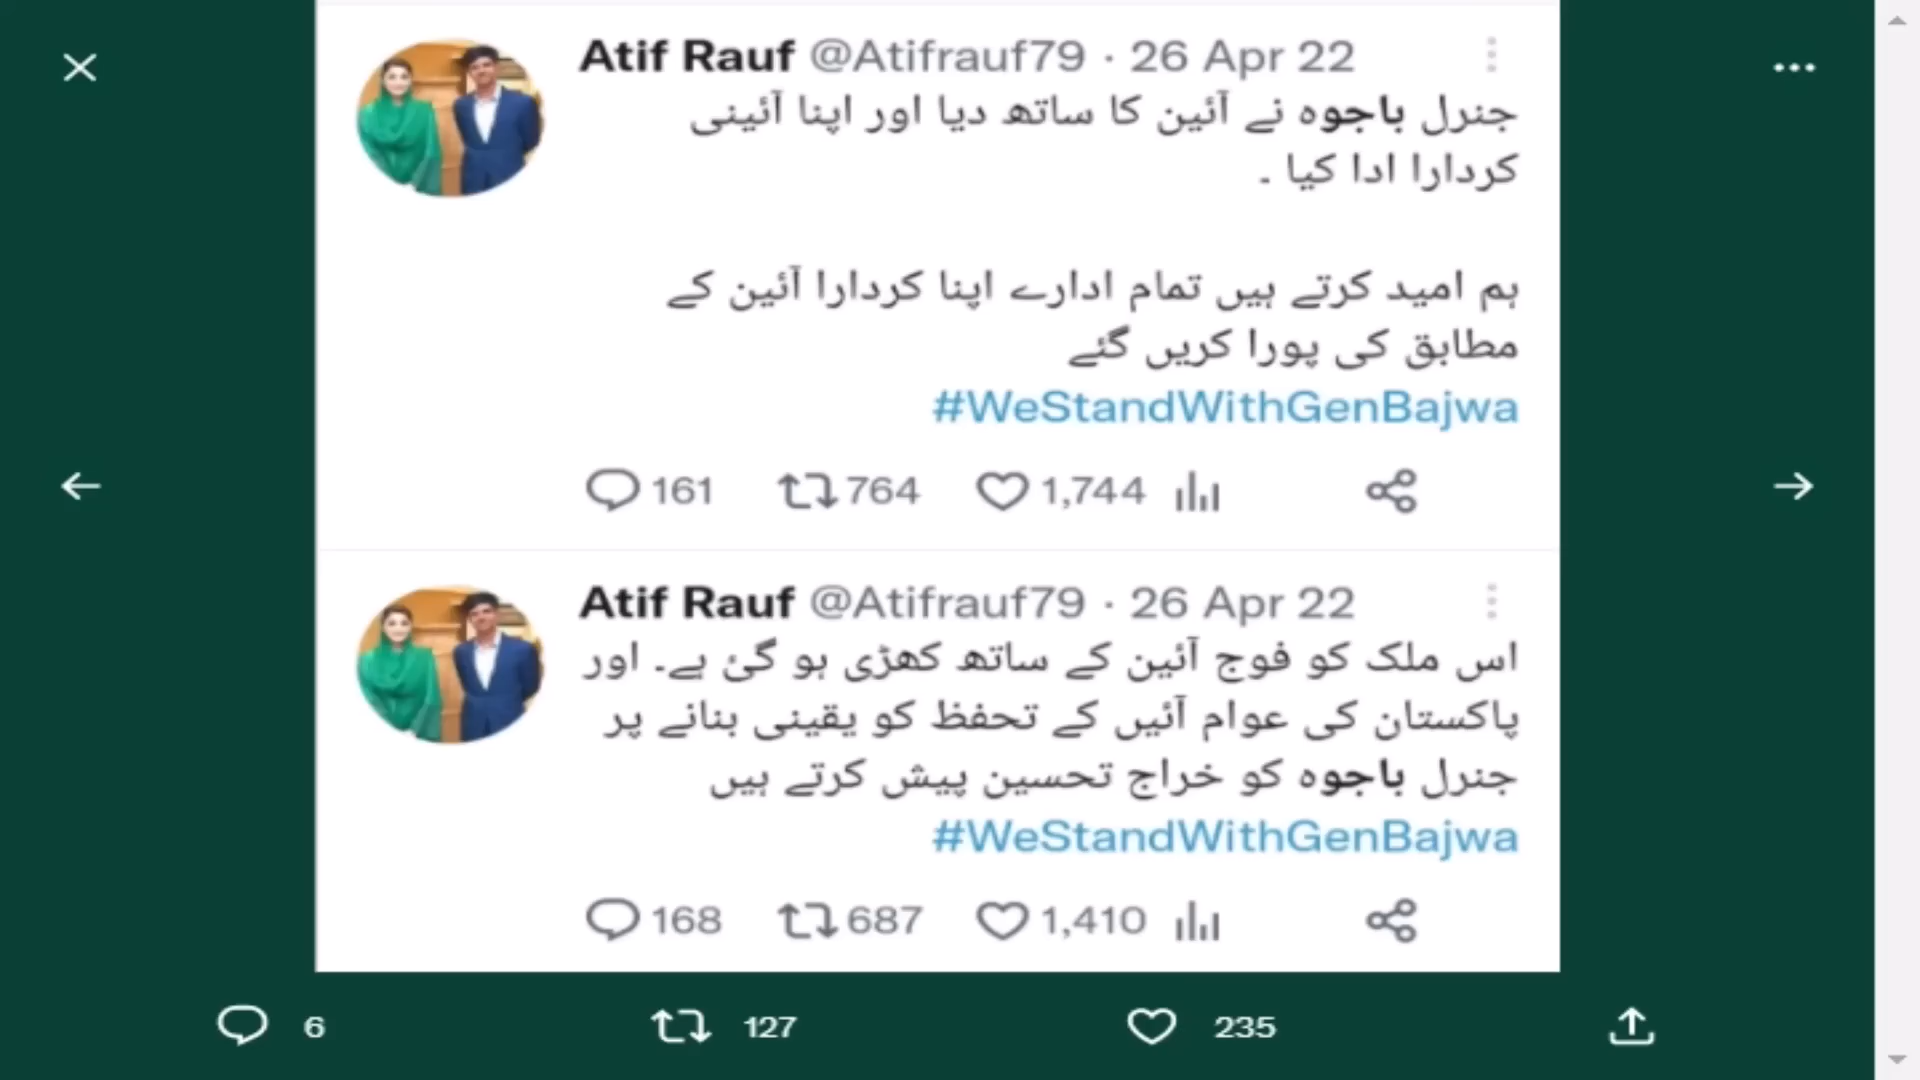 Atif Rauf @Atifrauf79 · 26 Apr 22
جنرل باجوہ نے آئین کا ساتھ دیا اور اپنا آئینی
کردارا ادا کیا ۔
ہم امید کرتے ہیں تمام ادارے اپنا کردارا آئین کے
مطابق کی پورا کریں گئے
#WeStandWithGenBajwa
161 764 1,744
Atif Rauf @Atifrauf79 · 26 Apr 22
اس ملک کو فوج آئین کے ساتھ کھڑی ہو گئ ہے۔ اور
پاکستان کی عوام آئیں کے تحفظ کو یقینی بنانے پر
جنرل باجوہ کو خراج تحسین پیش کرتے ہیں
#WeStandWithGenBajwa
168 687 1,410
6 127 235